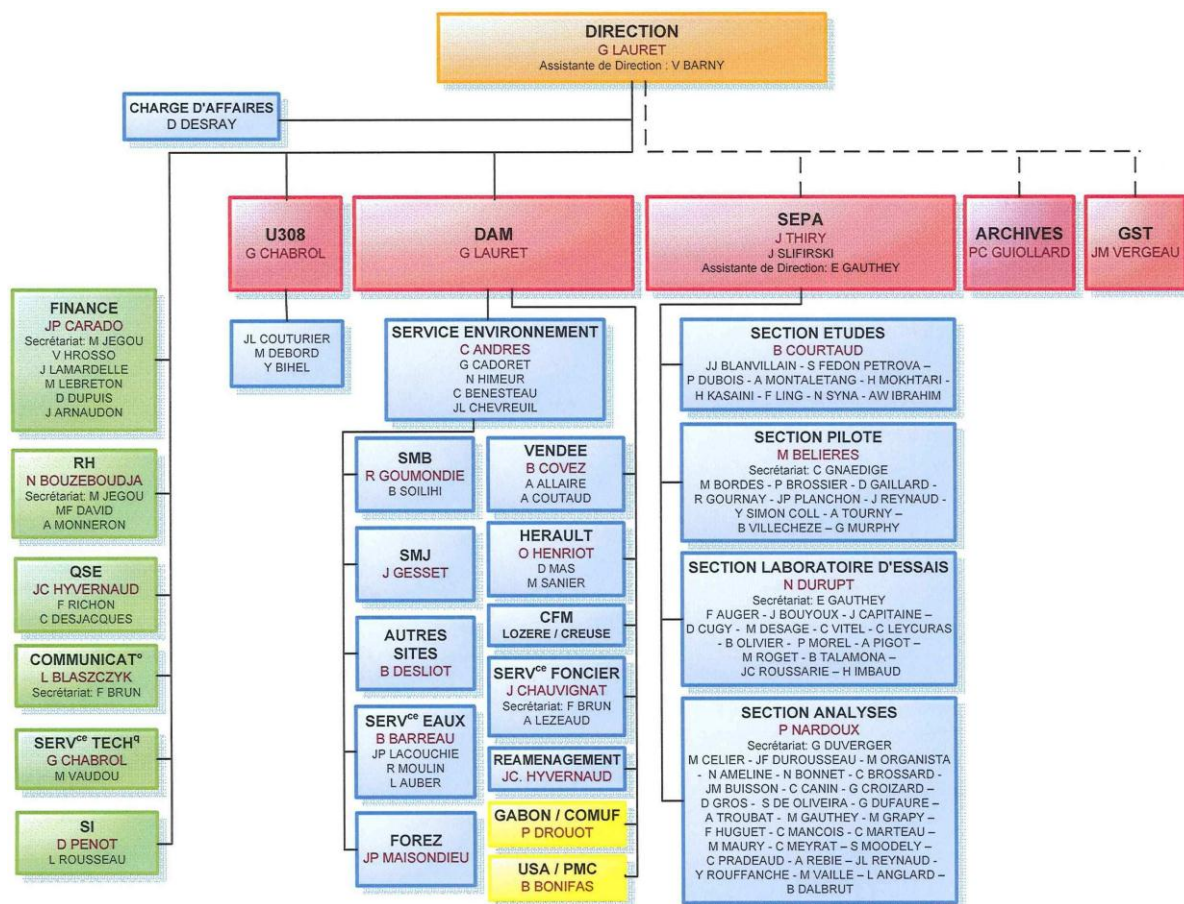 DIRECTION
G LAURET
Assistante de Direction : V BARNY
CHARGE D'AFFAIRES
D DESRAY
U308
G CHABROL
DAM
G LAURET
SEPA
J THIRY
J SLIFIRSKI
Assistante de Direction: E GAUTHEY
ARCHIVES
PC GUIOLLARD
GST
JM VERGEAU
FINANCE
JP CARADO
Secrétariat: M JEGOU
V HROSSO
J LAMARDELLE
M LEBRETON
D DUPUIS
J ARNAUDON
RH
N BOUZEBOUDJA
Secrétariat: M JEGOU
MF DAVID
A MONNERON
QSE
JC HYVERNAUD
F RICHON
C DESJACQUES
COMMUNICAT°
L BLASZCZYK
Secrétariat: F BRUN
SERVce TECHq
G CHABROL
M VAUDOU
SI
D PENOT
L ROUSSEAU
JL COUTURIER
M DEBORD
Y BIHEL
SERVICE ENVIRONNEMENT
C ANDRES
G CADORET
N HIMEUR
C BENESTEAU
JL CHEVREUIL
SMB
R GOUMONDIE
B SOILIHI
SMJ
J GESSET
AUTRES
SITES
B DESLIOT
SERVce EAUX
B BARREAU
JP LACOUCHIE
R MOULIN
L AUBER
FOREZ
JP MAISONDIEU
VENDEE
B COVEZ
A ALLAIRE
A COUTAUD
HERAULT
O HENRIOT
D MAS
M SANIER
CFM
LOZERE / CREUSE
SERVce FONCIER
J CHAUVIGNAT
Secrétariat: F BRUN
A LEZEAUD
REAMENAGEMENT
JC. HYVERNAUD
GABON / COMUF
P DROUOT
USA / PMC
B BONIFAS
SECTION ETUDES
B COURTAUD
JJ BLANVILLAIN - S FEDON PETROVA –
P DUBOIS - A MONTALETANG - H MOKHTARI -
H KASAINI - F LING - N SYNA - AW IBRAHIM
SECTION PILOTE
M BELIERES
Secrétariat: C GNAEDIGE
M BORDES - P BROSSIER - D GAILLARD -
R GOURNAY - JP PLANCHON - J REYNAUD -
Y SIMON COLL - A TOURNY -
B VILLECHEZE - G MURPHY
SECTION LABORATOIRE D'ESSAIS
N DURUPT
Secrétariat: E GAUTHEY
F AUGER - J BOUYOUX - J CAPITAINE –
D CUGY - M DESAGE - C VITEL - C LEYCURAS
- B OLIVIER - P MOREL - A PIGOT –
M ROGET - B TALAMONA -
JC ROUSSARIE – H IMBAUD
SECTION ANALYSES
P NARDOUX
Secrétariat: G DUVERGER
M CELIER - JF DUROUSSEAU - M ORGANISTA
- N AMELINE - N BONNET - C BROSSARD -
JM BUISSON - C CANIN - G CROIZARD -
D GROS - S DE OLIVEIRA - G DUFAURE –
A TROUBAT - M GAUTHEY - M GRAPY –
F HUGUET - C MANCOIS - C MARTEAU –
M MAURY - C MEYRAT - S MOODELY –
C PRADEAUD - A REBIE – JL REYNAUD -
Y ROUFFANCHE - M VAILLE – L ANGLARD –
B DALBRUT